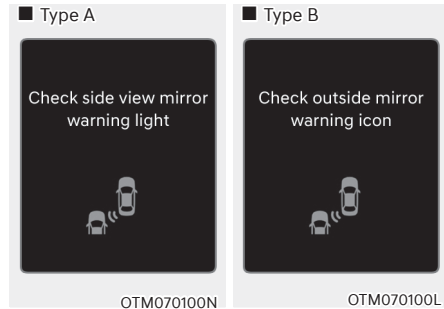 ■ Type A
Check side view mirror
warning light
OTM070100N
■ Type B
Check outside mirror
warning icon
OTM070100L